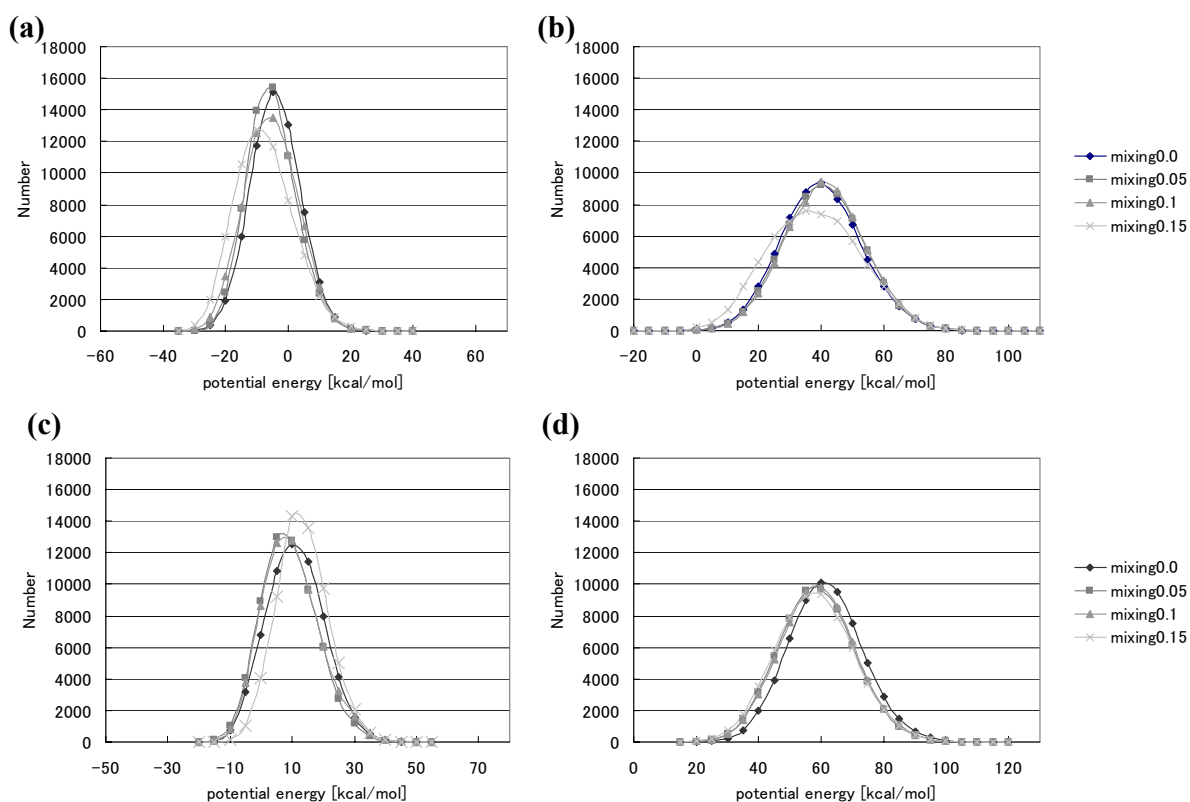 (a)
18000
16000
14000
12000
10000
8000
6000
4000
2000
0
Number
-60 -40 -20 0 20 40 60
potential energy [kcal/mol]
(b)
18000
16000
14000
12000
10000
8000
6000
4000
2000
0
Number
-20 0 20 40 60 80 100
potential energy [kcal/mol]
mixing0.0
mixing0.05
mixing0.1
mixing0.15
(c)
18000
16000
14000
12000
10000
8000
6000
4000
2000
0
Number
-50 -30 -10 10 30 50 70
potential energy [kcal/mol]
(d)
18000
16000
14000
12000
10000
8000
6000
4000
2000
0
Number
0 20 40 60 80 100 120
potential energy [kcal/mol]
mixing0.0
mixing0.05
mixing0.1
mixing0.15